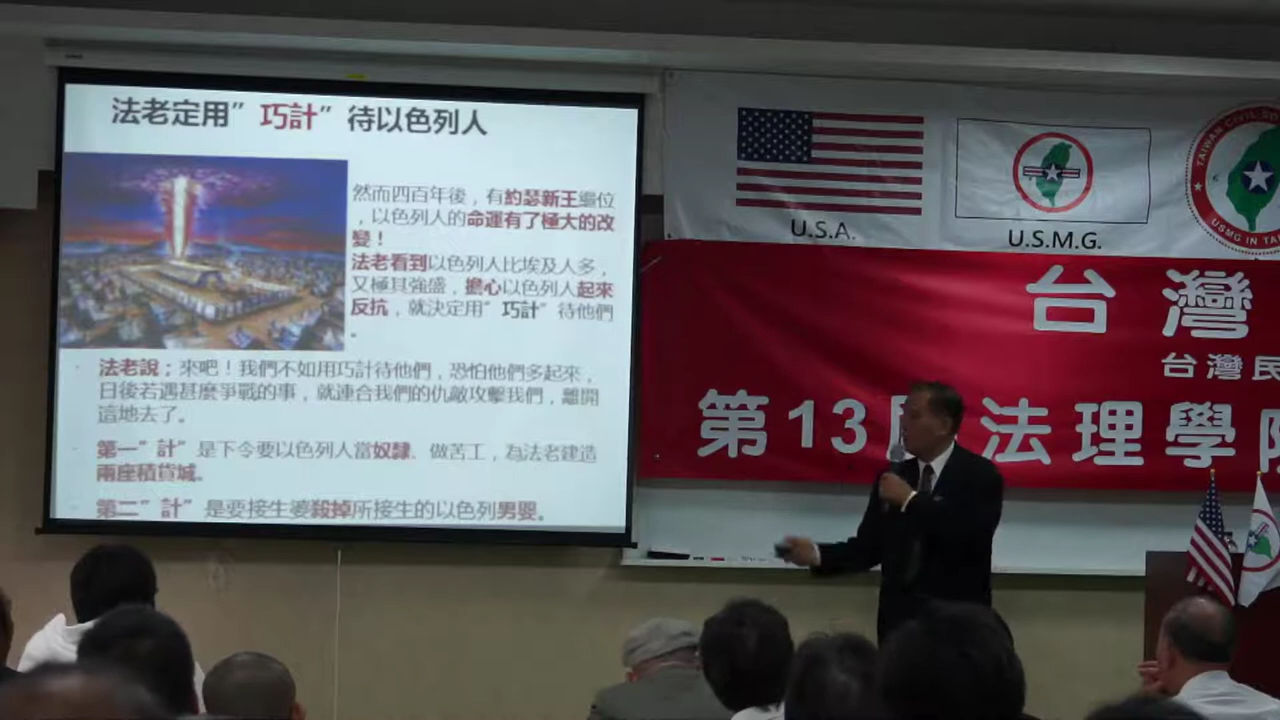 法老定用”巧計”待以色列人
然而四百年後，有約瑟新王繼位
，以色列人的命運有了極大的改
變！
法老看到以色列人比埃及人多，
又極其強盛，擔心以色列人起來
反抗，就決定用”巧計”待他們
。
法老說；來吧！我們不如用巧計待他們，恐怕他們多起來，
日後若遇甚麼爭戰的事，就連合我們的仇敵攻擊我們，離開
這地去了。
第一”計”是下令要以色列人當奴隸、做苦工，為法老建造
兩座積貨城。
第二”計”是要接生婆殺掉所接生的以色列男嬰。
U.S.A.
U.S.M.G.
TAIWAN Civil
USMG IN
台灣
台灣民
第13 法理學院